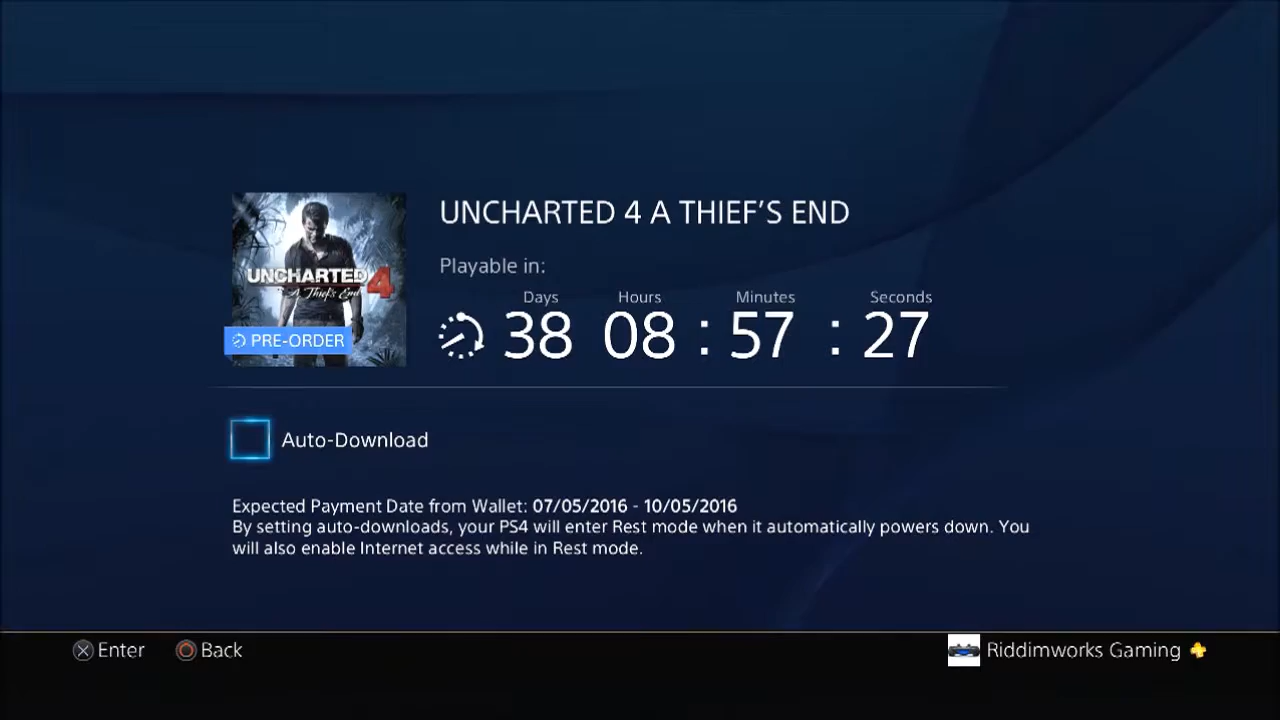 UNCHARTED 4 A THIEF'S END
UNCHARTED 4
A Thief's End
PRE-ORDER
Playable in:
Days Hours Minutes Seconds
38 08 : 57 : 27
Auto-Download
Expected Payment Date from Wallet: 07/05/2016 - 10/05/2016
By setting auto-downloads, your PS4 will enter Rest mode when it automatically powers down. You
will also enable Internet access while in Rest mode.
Enter Back Riddimworks Gaming